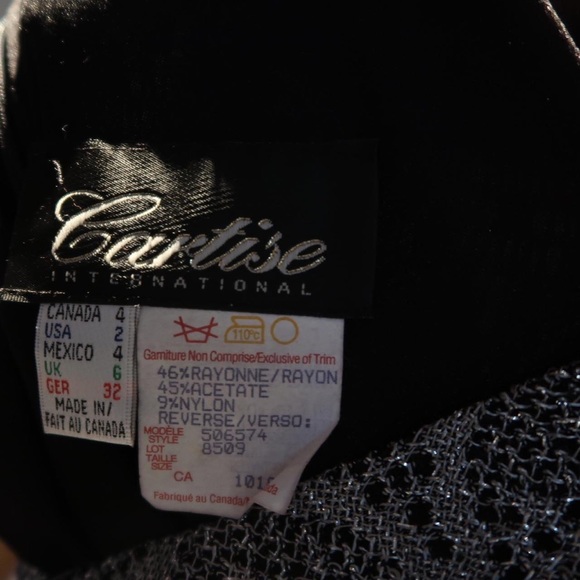 Cartise
INTERNATIONAL
CANADA 4
USA 2
MEXICO 4
UK 6
GER 32
MADE IN/
FAIT AU CANADA
110°C
Garniture Non Comprise/Exclusive of Trim
46%RAYONNE/RAYON
45%ACETATE
9%NYLON
REVERSE/VERSO:
MODÈLE
STYLE 506574
LOT 8509
TAILLE
SIZE
CA
Fabriqué au Canada/